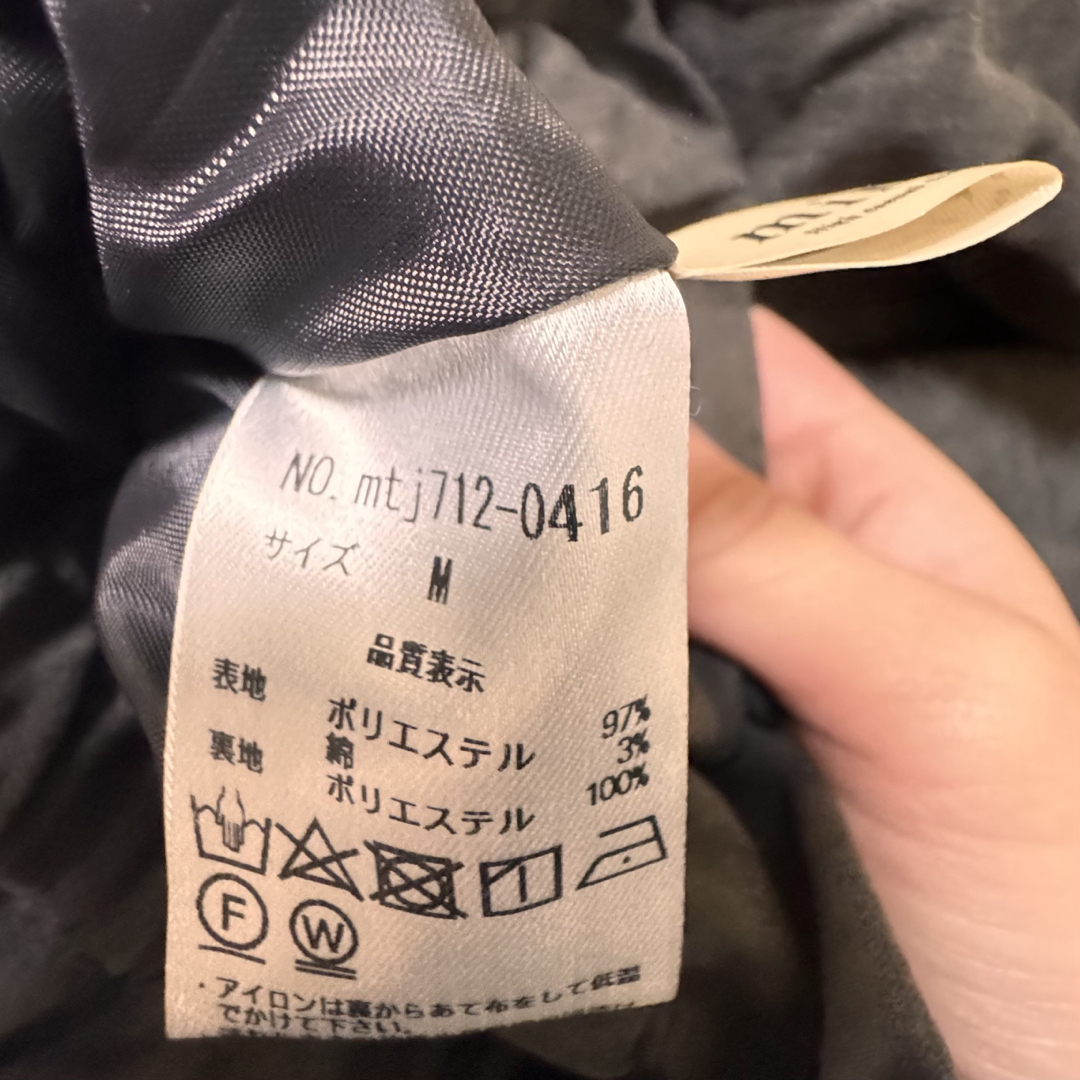 NO. mtj712-0416
サイズ M
品質表示
表地 ポリエステル 97%
綿 3%
裏地 ポリエステル 100%
F W
・アイロンは裏からあて布をして低温
でかけて下さい。